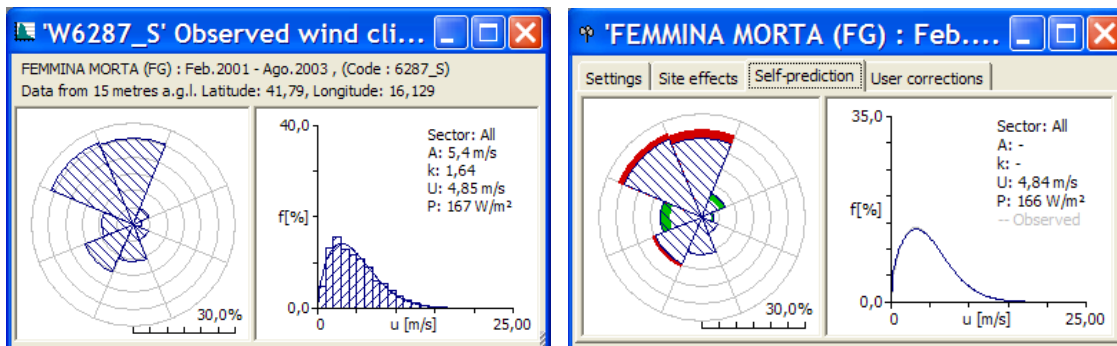 'W6287_S' Observed wind cli...
FEMMINA MORTA (FG) : Feb.2001 - Ago.2003 , (Code : 6287_S)
Data from 15 metres a.g.l. Latitude: 41,79, Longitude: 16,129
30,0%
40,0
f[%]
0,0
0
u [m/s]
25,00
Sector: All
A: 5,4 m/s
k: 1,64
U: 4,85 m/s
P: 167 W/m²
'FEMMINA MORTA (FG) : Feb....
Settings
Site effects
Self-prediction
User corrections
30,0%
35,0
f[%]
0,0
0
u [m/s]
25,00
Sector: All
A: -
k: -
U: 4,84 m/s
P: 166 W/m²
-- Observed